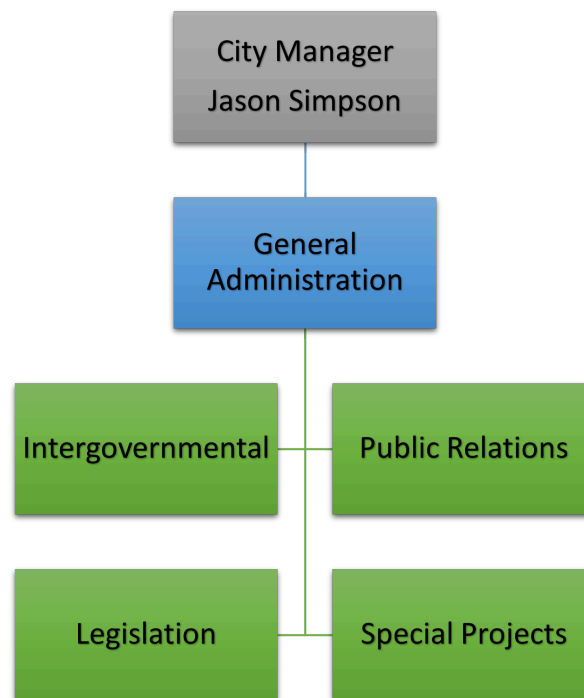 City Manager
Jason Simpson
General
Administration
Intergovernmental
Public Relations
Legislation
Special Projects